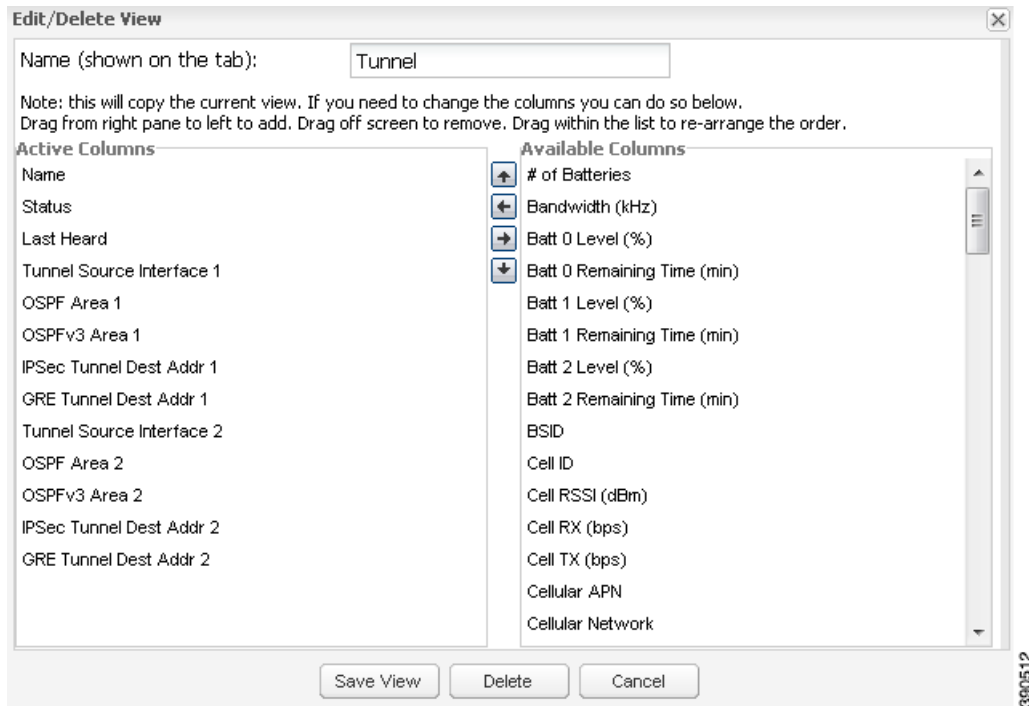 Edit/Delete View
Name (shown on the tab):
Tunnel
Note: this will copy the current view. If you need to change the columns you can do so below.
Drag from right pane to left to add. Drag off screen to remove. Drag within the list to re-arrange the order.
Active Columns
Name
Status
Last Heard
Tunnel Source Interface 1
OSPF Area 1
OSPFv3 Area 1
IPSec Tunnel Dest Addr 1
GRE Tunnel Dest Addr 1
Tunnel Source Interface 2
OSPF Area 2
OSPFv3 Area 2
IPSec Tunnel Dest Addr 2
GRE Tunnel Dest Addr 2
Available Columns
# of Batteries
Bandwidth (kHz)
Batt 0 Level (%)
Batt 0 Remaining Time (min)
Batt 1 Level (%)
Batt 1 Remaining Time (min)
Batt 2 Level (%)
Batt 2 Remaining Time (min)
BSID
Cell ID
Cell RSSI (dBm)
Cell RX (bps)
Cell TX (bps)
Cellular APN
Cellular Network
Save View
Delete
Cancel
390512